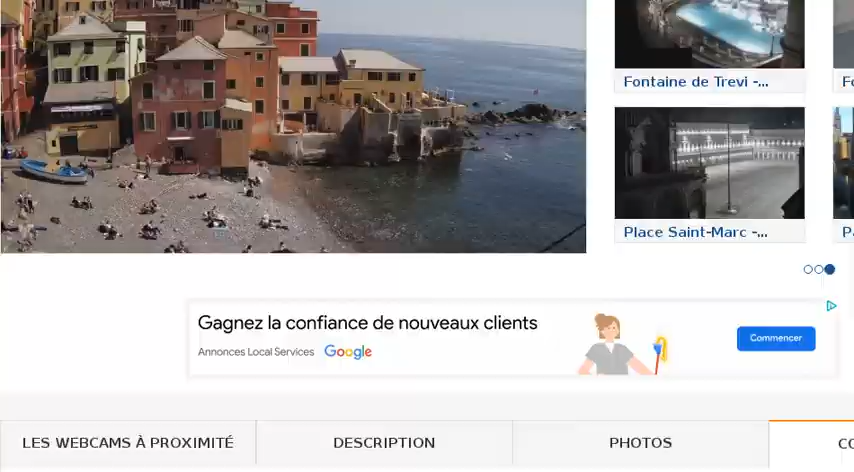 Fontaine de Trevi -...
Place Saint-Marc -...
Gagnez la confiance de nouveaux clients
Annonces Local Services Google
Commencer
LES WEBCAMS À PROXIMITÉ
DESCRIPTION
PHOTOS